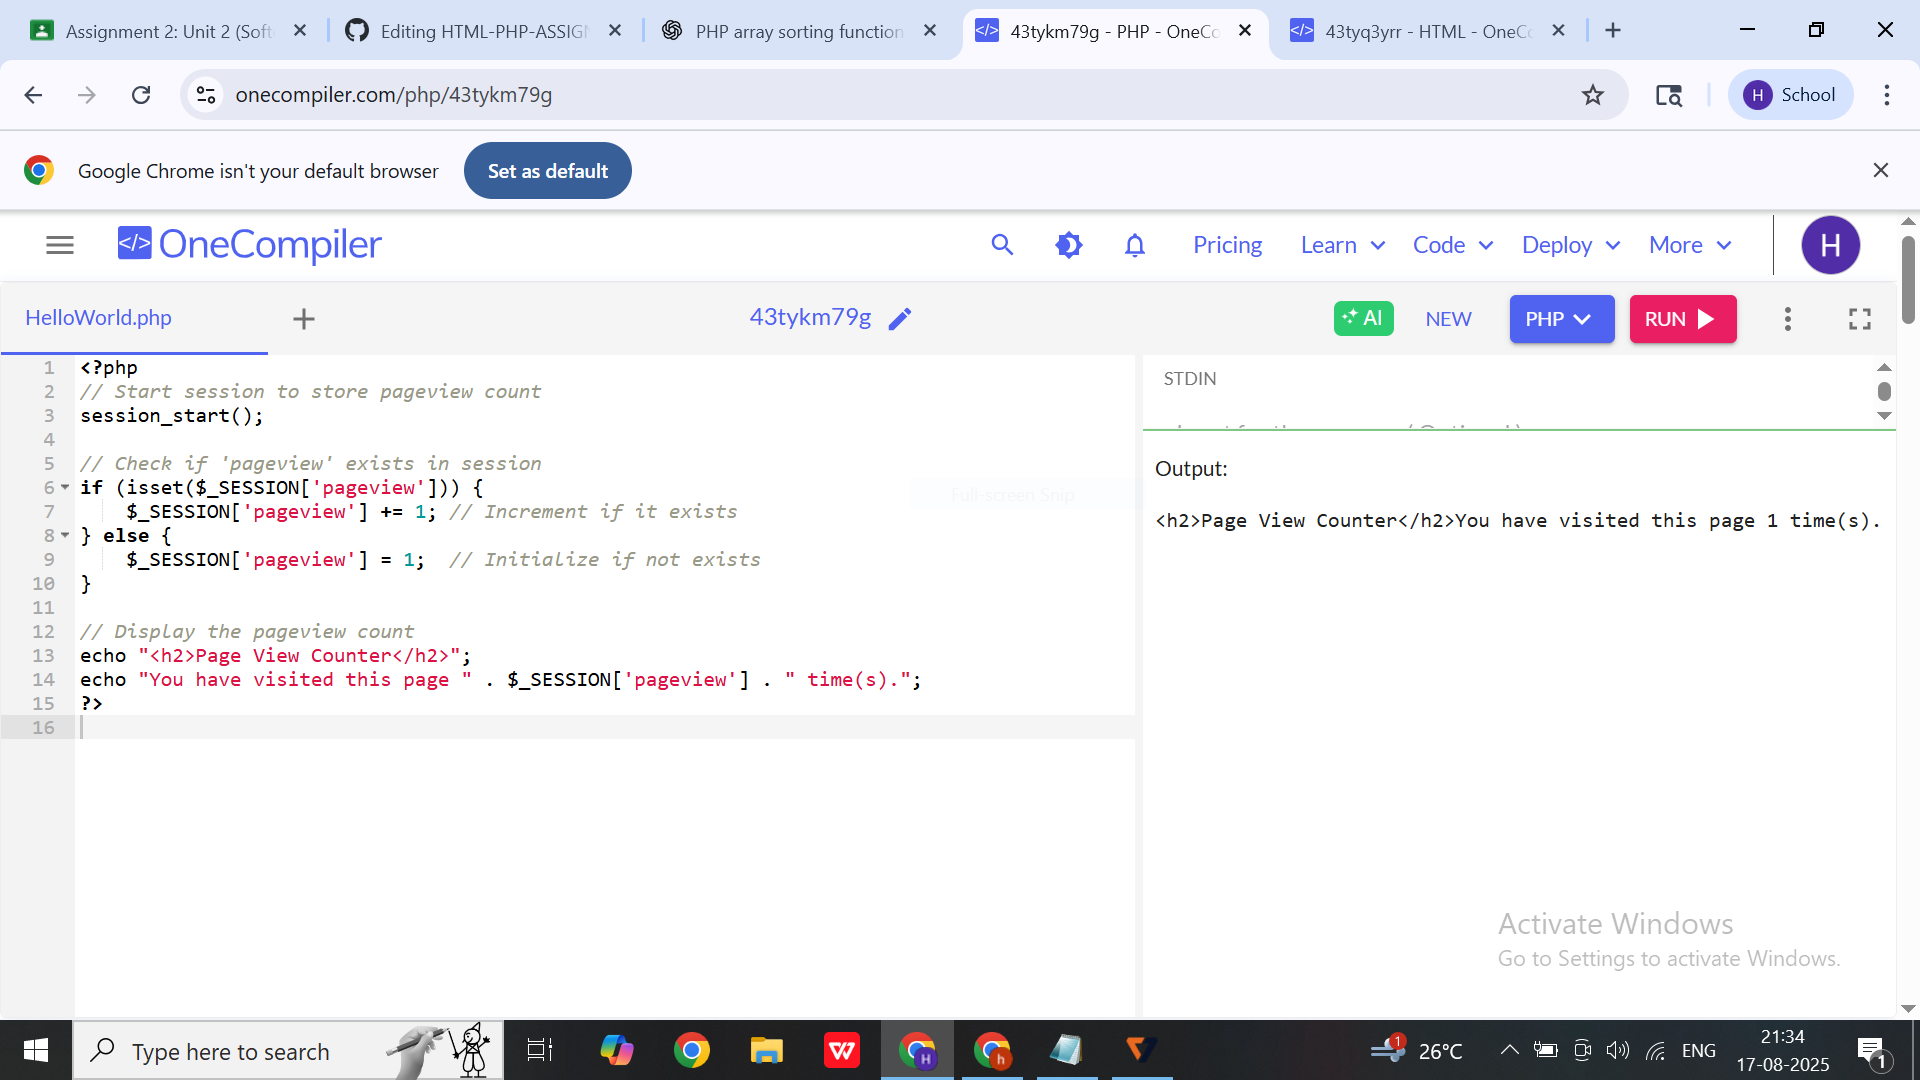 Assignment 2: Unit 2 (Soft
Editing HTML-PHP-ASSIGN
PHP array sorting function
43tykm79g - PHP - OneCo
43tyq3yrr - HTML - OneCo
onecompiler.com/php/43tykm79g
H School
Google Chrome isn't your default browser
Set as default
</> OneCompiler
Pricing
Learn
Code
Deploy
More
H
HelloWorld.php
43tykm79g
AI
NEW
PHP
RUN
1 <?php
2 // Start session to store pageview count
3 session_start();
4
5 // Check if 'pageview' exists in session
6 if (isset($_SESSION['pageview'])) {
7     $_SESSION['pageview'] += 1; // Increment if it exists
8 } else {
9     $_SESSION['pageview'] = 1;  // Initialize if not exists
10 }
11
12 // Display the pageview count
13 echo "<h2>Page View Counter</h2>";
14 echo "You have visited this page " . $_SESSION['pageview'] . " time(s).";
15 ?>
16
Full-screen Snip
STDIN
Output:
<h2>Page View Counter</h2>You have visited this page 1 time(s).
Activate Windows
Go to Settings to activate Windows.
Type here to search
W
H
h
1
26°C
ENG
21:34
17-08-2025
1